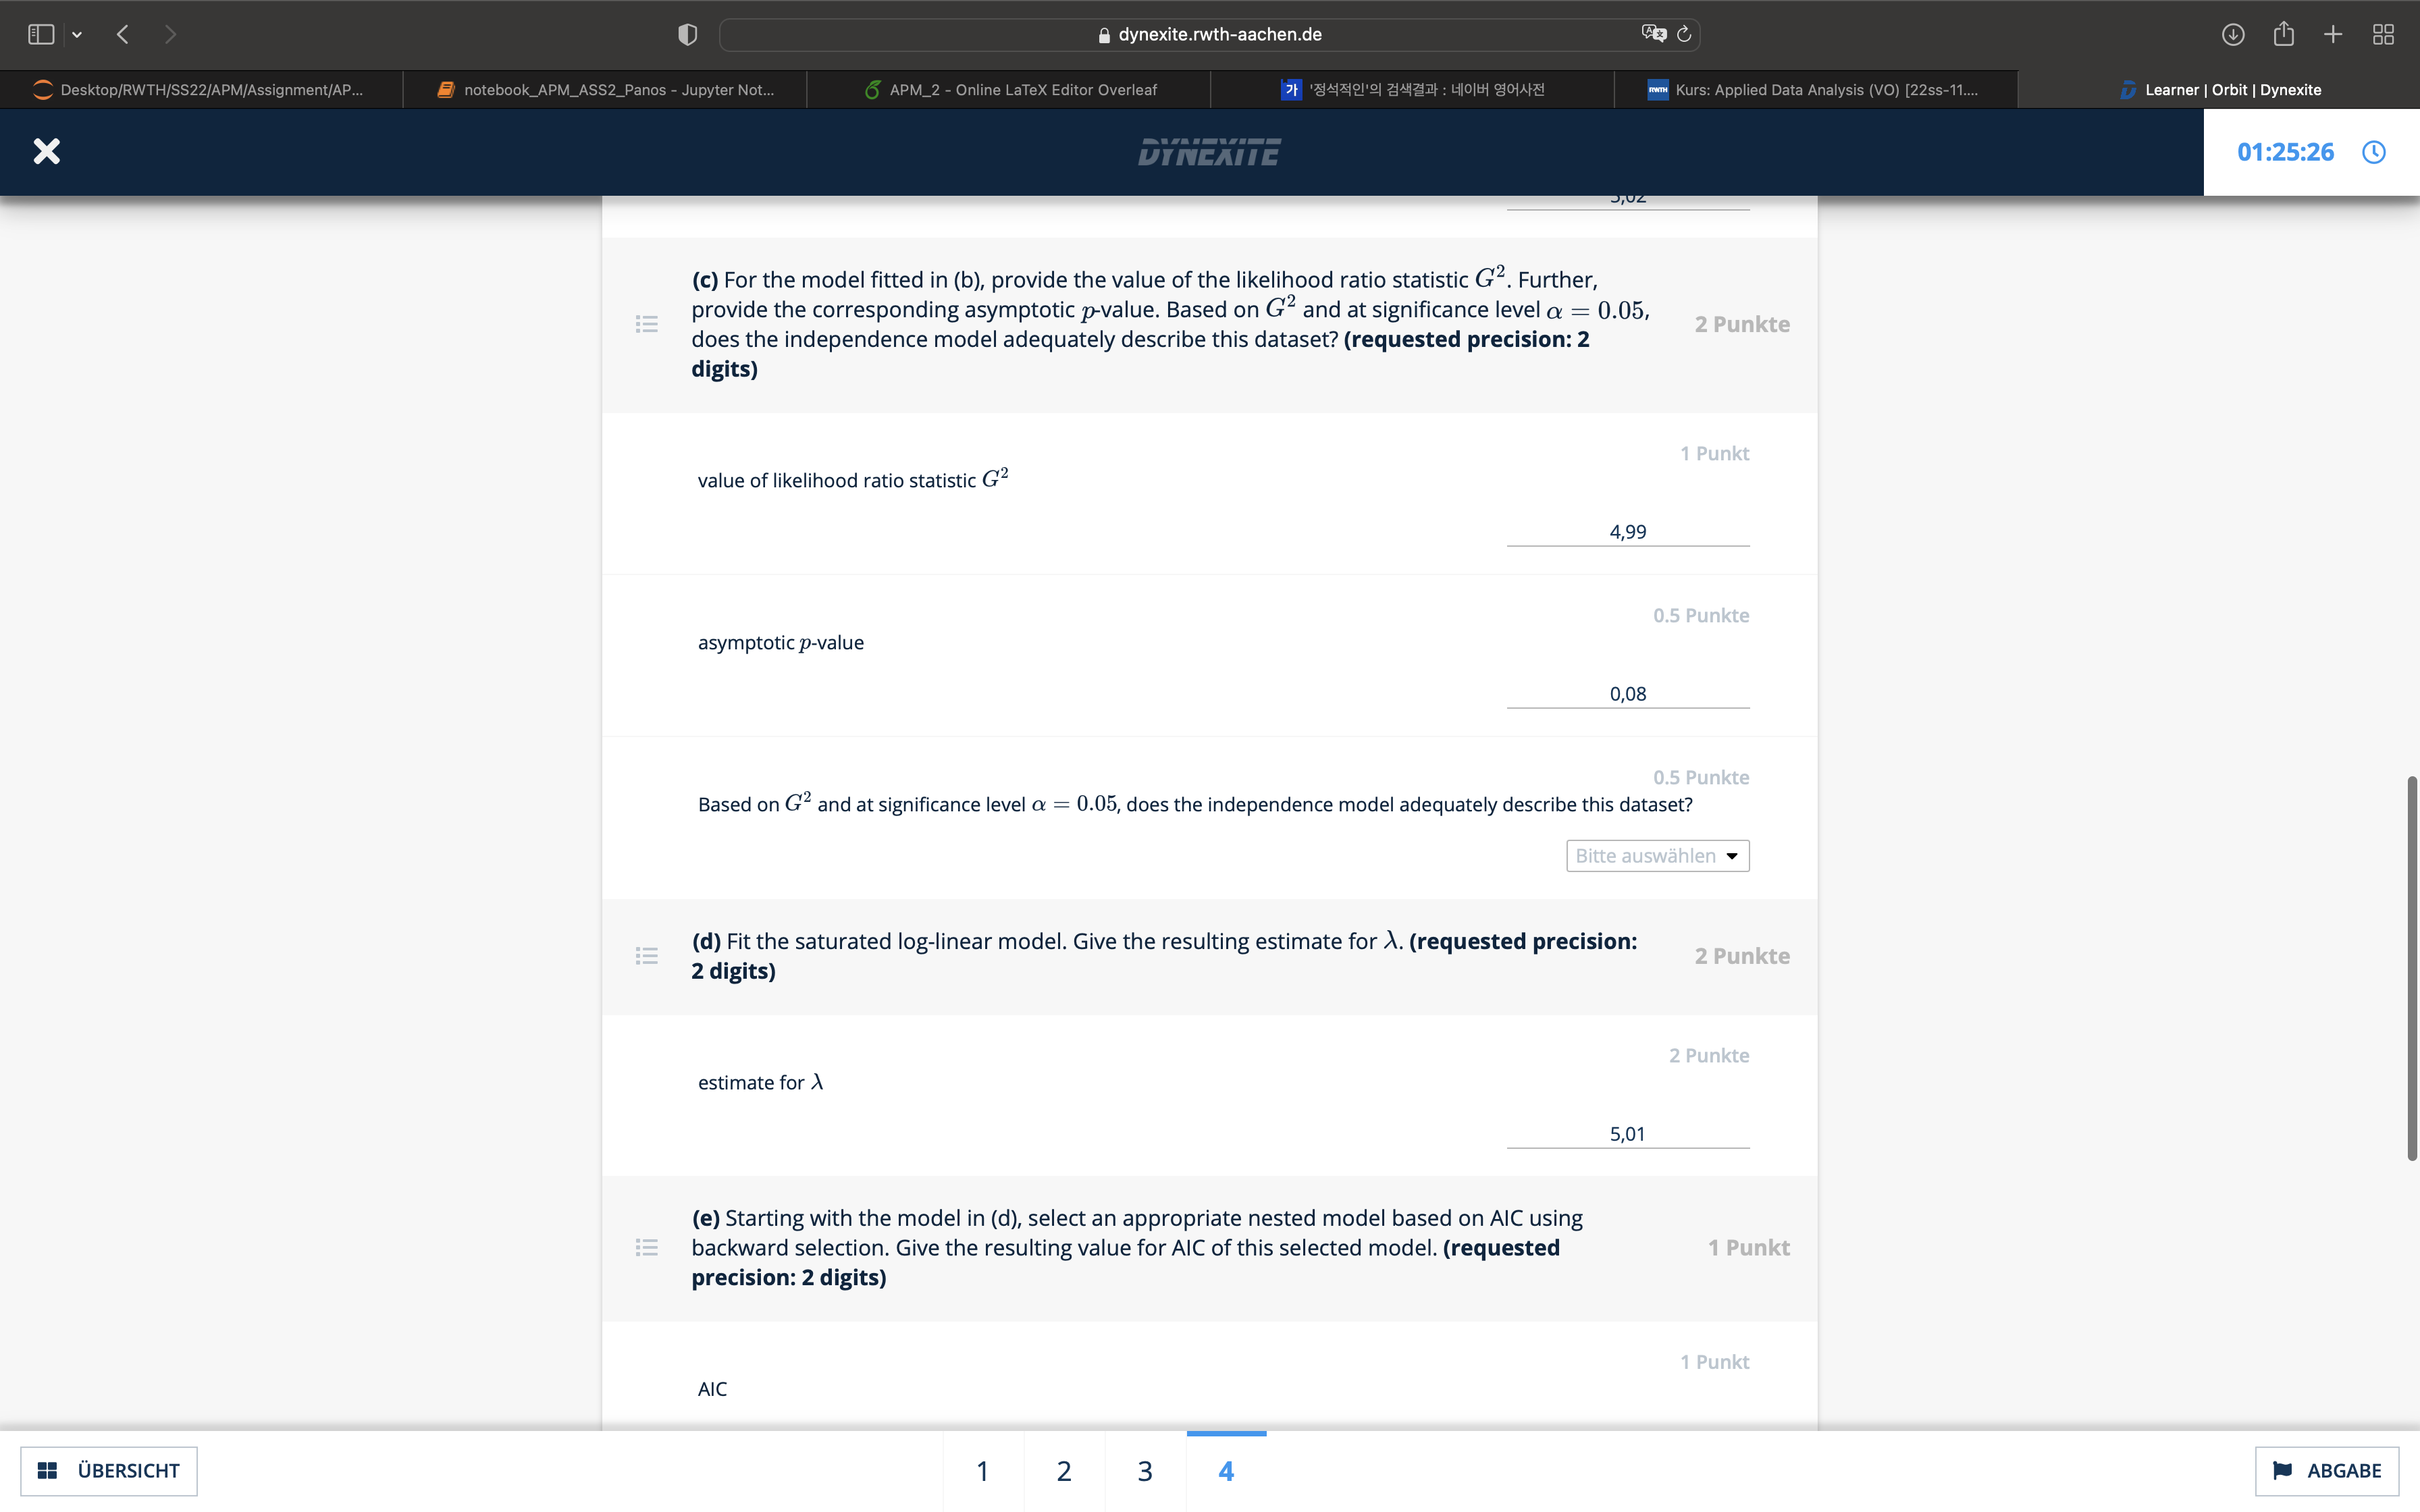 dynexite.rwth-aachen.de
Desktop/RWTH/SS22/APM/Assignment/AP...
notebook_APM_ASS2_Panos - Jupyter Not...
APM_2 - Online LaTeX Editor Overleaf
가 '정석적인'의 검색결과 : 네이버 영어사전
RWTH Kurs: Applied Data Analysis (VO) [22ss-11....
Learner | Orbit | Dynexite
DYNEXITE
01:25:26
5,02
(c) For the model fitted in (b), provide the value of the likelihood ratio statistic G². Further,
provide the corresponding asymptotic p-value. Based on G² and at significance level α = 0.05,
does the independence model adequately describe this dataset? (requested precision: 2
digits)
2 Punkte
1 Punkt
value of likelihood ratio statistic G²
4,99
0.5 Punkte
asymptotic p-value
0,08
0.5 Punkte
Based on G² and at significance level α = 0.05, does the independence model adequately describe this dataset?
Bitte auswählen
(d) Fit the saturated log-linear model. Give the resulting estimate for λ. (requested precision:
2 digits)
2 Punkte
2 Punkte
estimate for λ
5,01
(e) Starting with the model in (d), select an appropriate nested model based on AIC using
backward selection. Give the resulting value for AIC of this selected model. (requested
precision: 2 digits)
1 Punkt
1 Punkt
AIC
ÜBERSICHT
1
2
3
4
ABGABE